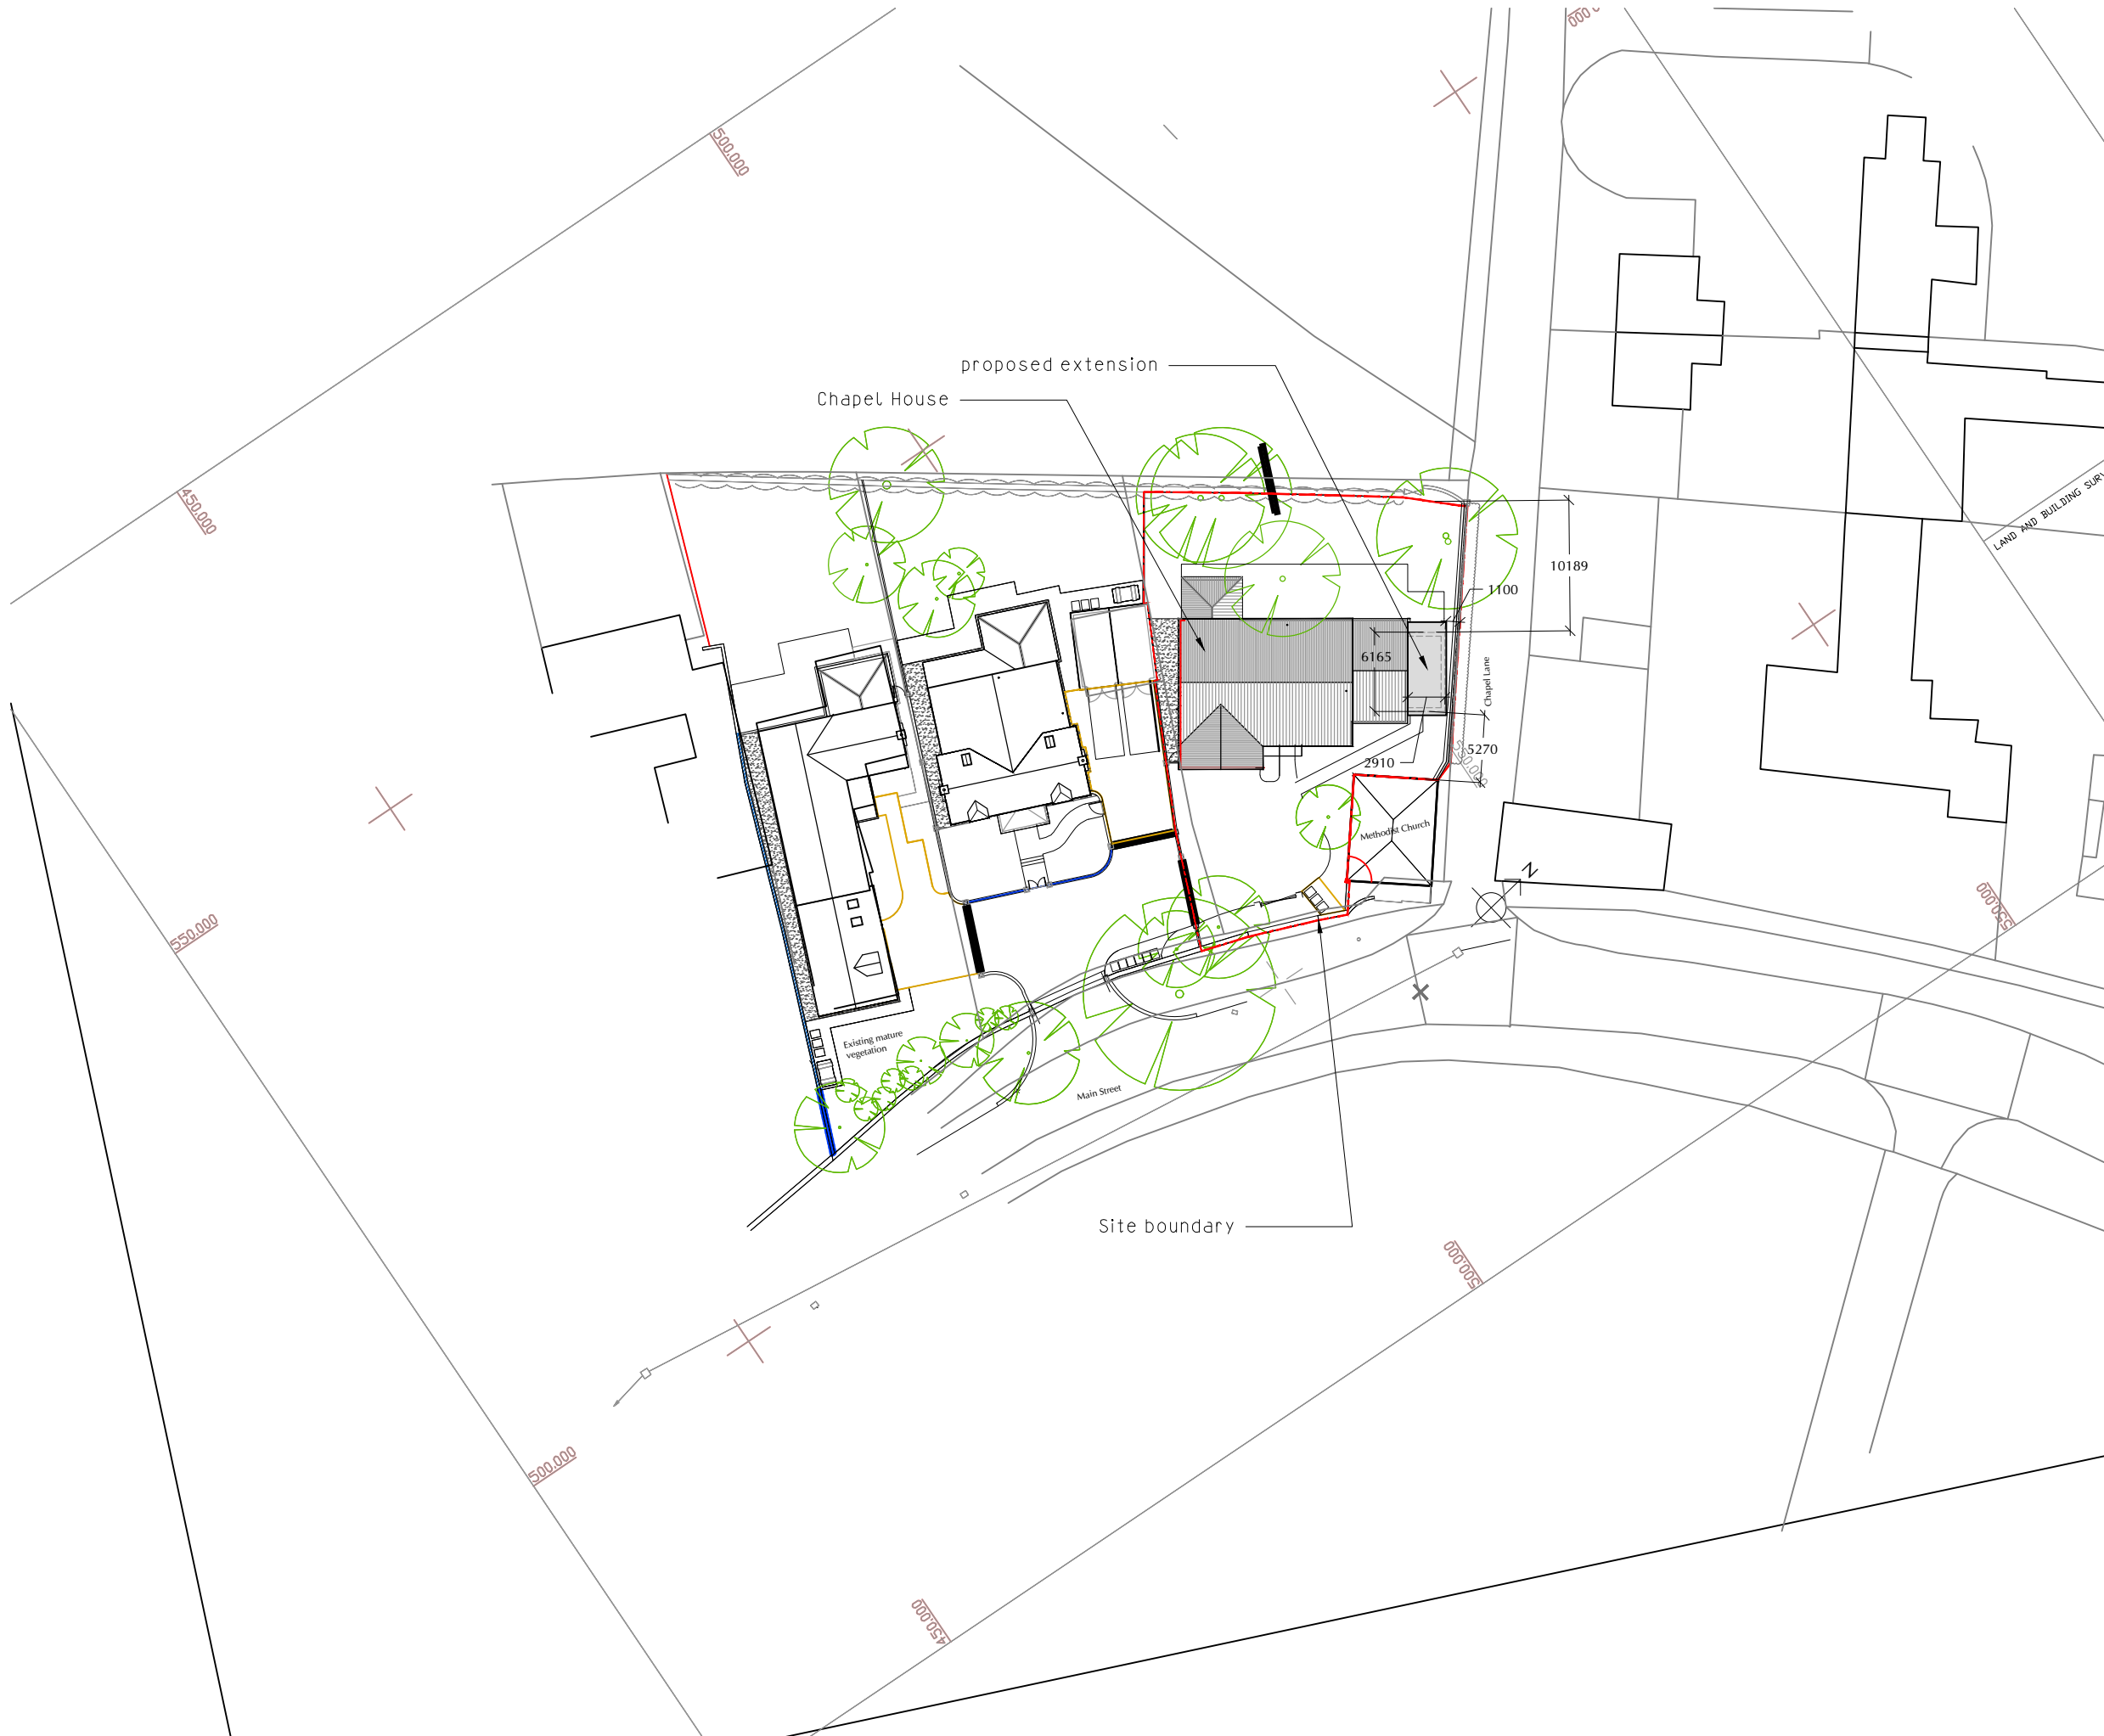 500.000
450.000
proposed extension
Chapel House
10189
1100
6165
Chapel Lane
5270
2910
Methodist Church
LAND AND BUILDING SURV
N
550.000
550.000
Existing mature
vegetation
Main Street
Site boundary
500.000
500.000
450.000